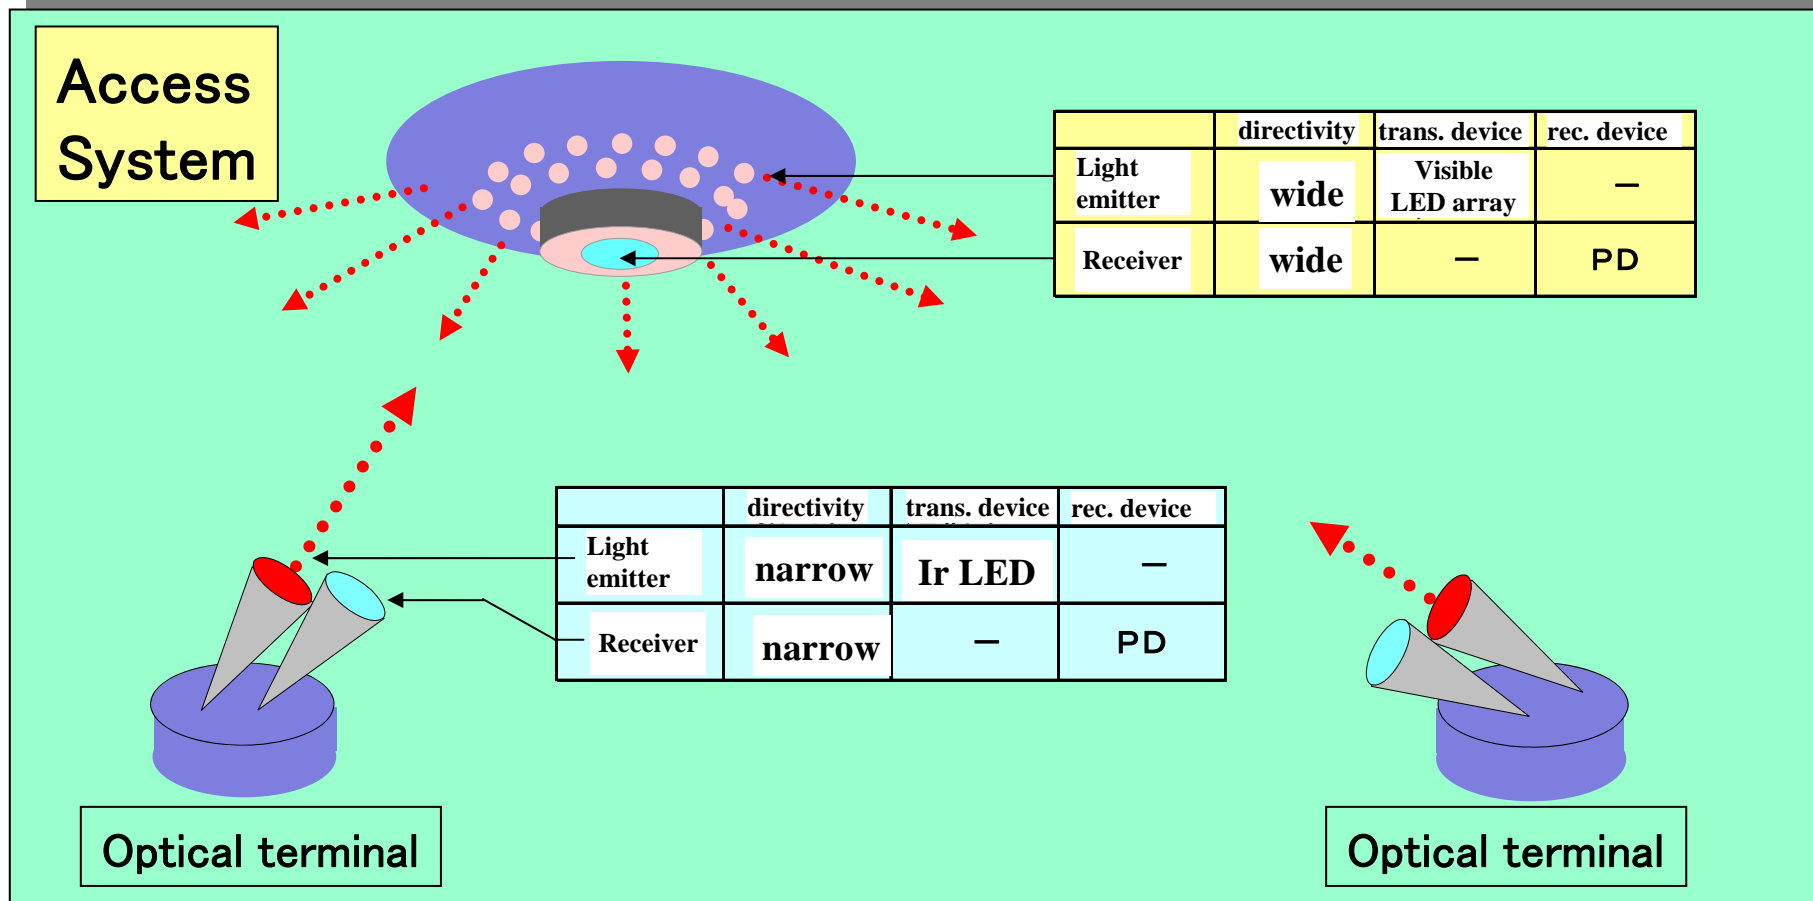 Access
System
directivity trans. device rec. device
Light
emitter
wide
Visible
LED array
－
Receiver
wide
－
ＰＤ
directivity trans. device rec. device
Light
emitter
narrow
Ir LED
－
Receiver
narrow
－
ＰＤ
Optical terminal
Optical terminal